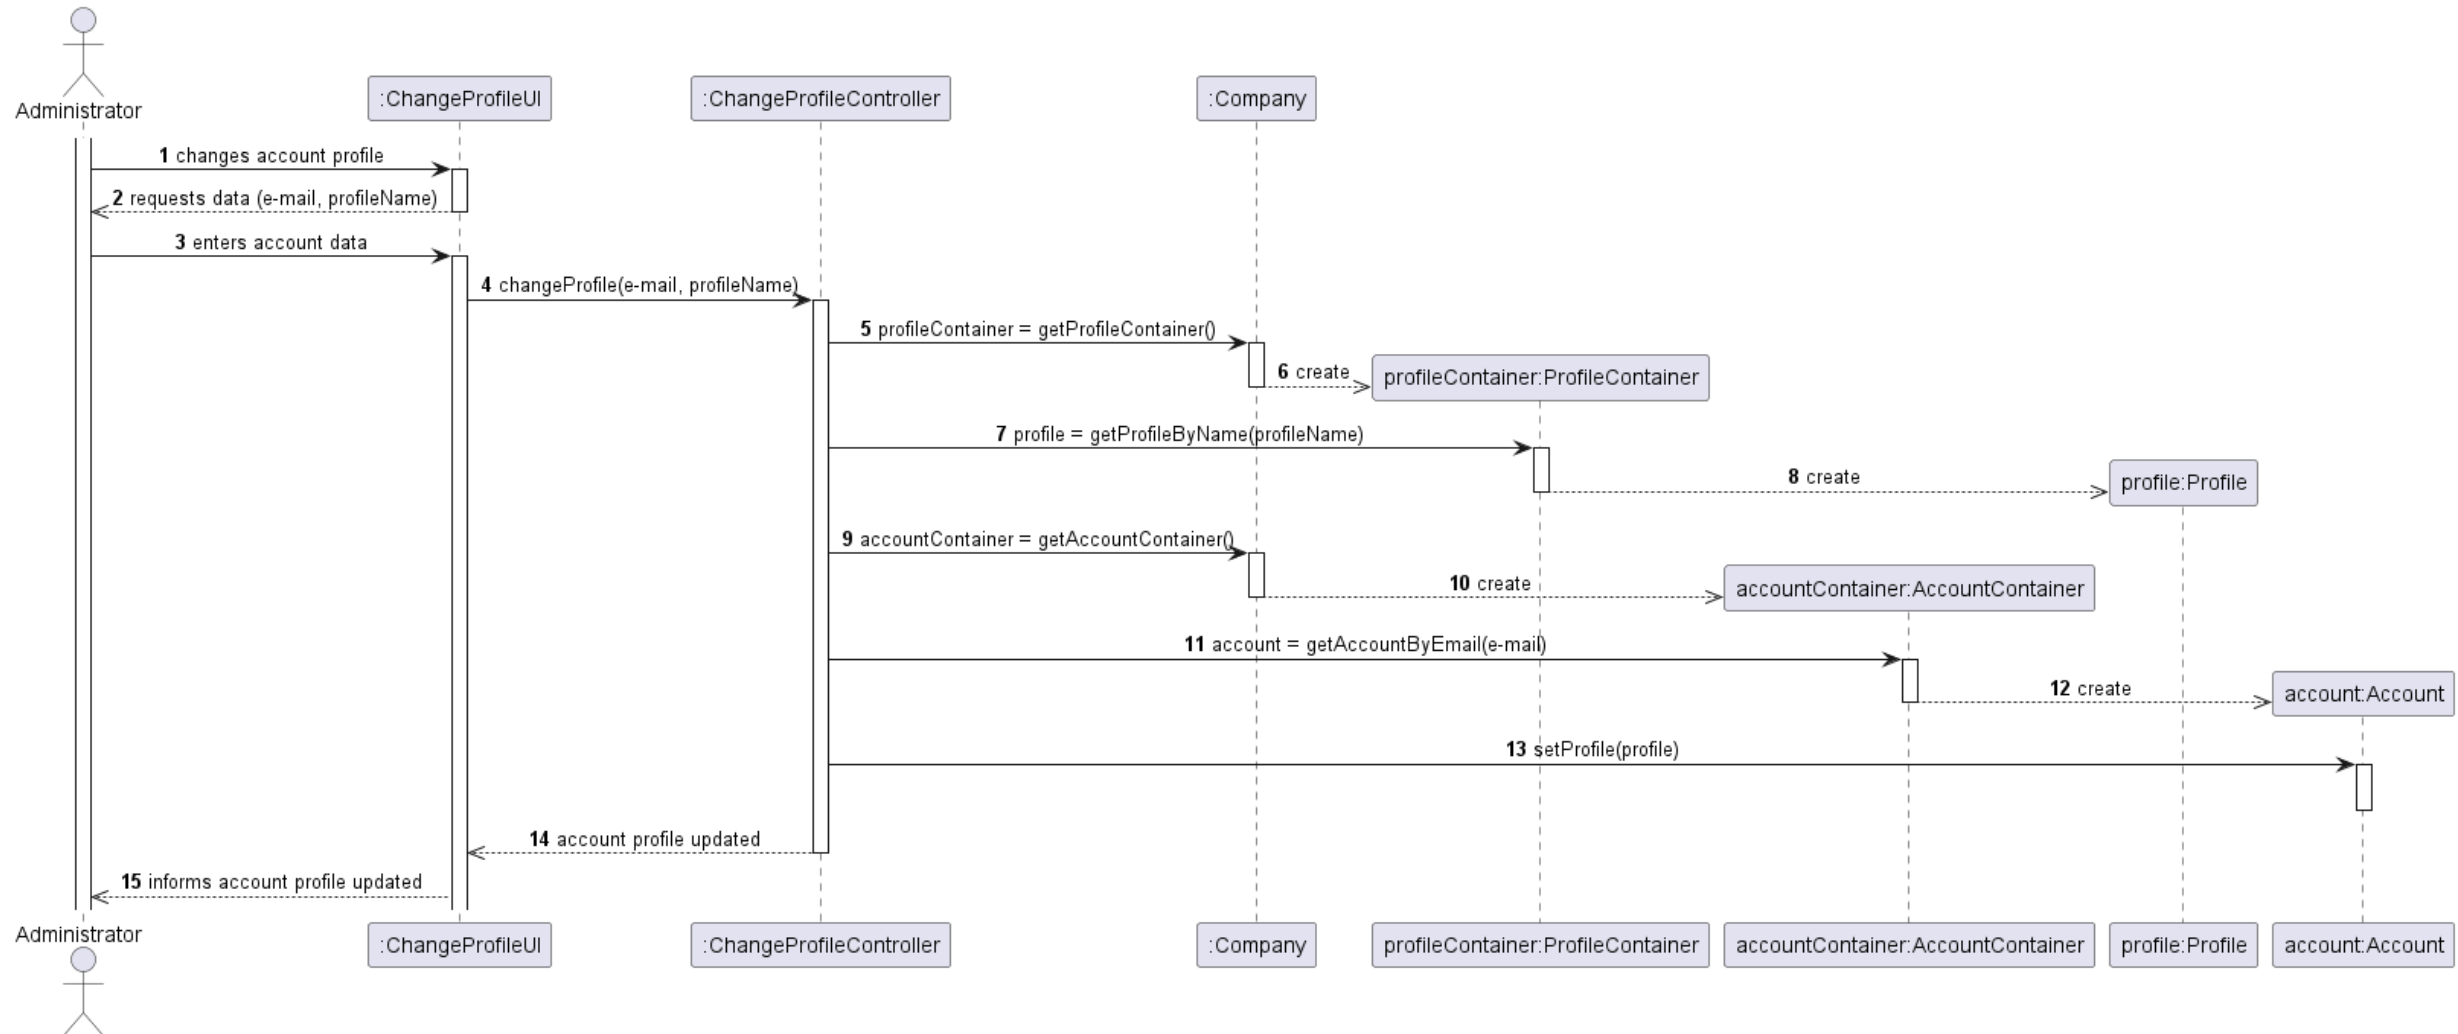 Administrator
:ChangeProfileUI
:ChangeProfileController
:Company
1 changes account profile
2 requests data (e-mail, profileName)
3 enters account data
4 changeProfile(e-mail, profileName)
5 profileContainer = getProfileContainer()
6 create
profileContainer:ProfileContainer
7 profile = getProfileByName(profileName)
8 create
profile:Profile
9 accountContainer = getAccountContainer()
10 create
accountContainer:AccountContainer
11 account = getAccountByEmail(e-mail)
12 create
account:Account
13 setProfile(profile)
14 account profile updated
15 informs account profile updated
Administrator
:ChangeProfileUI
:ChangeProfileController
:Company
profileContainer:ProfileContainer
accountContainer:AccountContainer
profile:Profile
account:Account